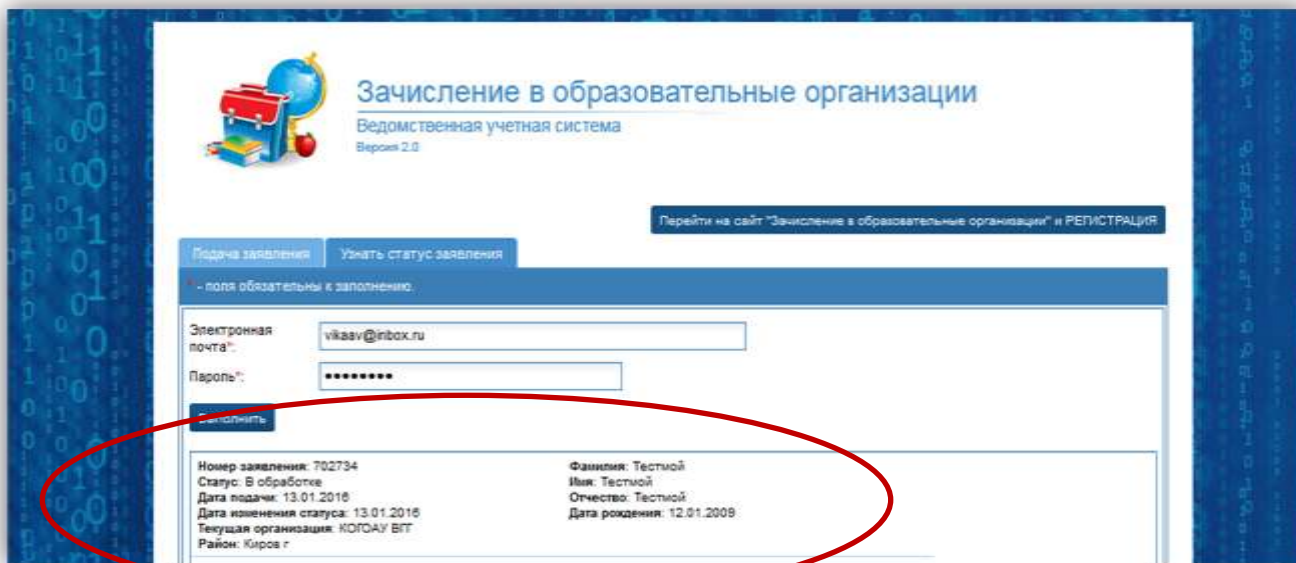 Зачисление в образовательные организации
Ведомственная учетная система
Версия 2.0
Перейти на сайт "Зачисление в образовательные организации" и РЕГИСТРАЦИЯ
Подача заявления Узнать статус заявления
* - поля обязательны к заполнению.
Электронная
почта*: vikaav@inbox.ru
Пароль*: ••••••••
Выполнить
Номер заявления: 702734 Фамилия: Тестмой
Статус: В обработке Имя: Тестмой
Дата подачи: 13.01.2016 Отчество: Тестмой
Дата изменения статуса: 13.01.2016 Дата рождения: 12.01.2009
Текущая организация: КОГОАУ ВГГ
Район: Киров г